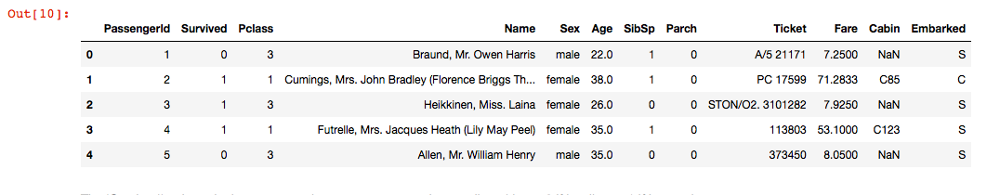 Out[10]:
PassengerId Survived Pclass Name Sex Age SibSp Parch Ticket Fare Cabin Embarked
0 1 0 3 Braund, Mr. Owen Harris male 22.0 1 0 A/5 21171 7.2500 NaN S
1 2 1 1 Cumings, Mrs. John Bradley (Florence Briggs Th... female 38.0 1 0 PC 17599 71.2833 C85 C
2 3 1 3 Heikkinen, Miss. Laina female 26.0 0 0 STON/O2. 3101282 7.9250 NaN S
3 4 1 1 Futrelle, Mrs. Jacques Heath (Lily May Peel) female 35.0 1 0 113803 53.1000 C123 S
4 5 0 3 Allen, Mr. William Henry male 35.0 0 0 373450 8.0500 NaN S